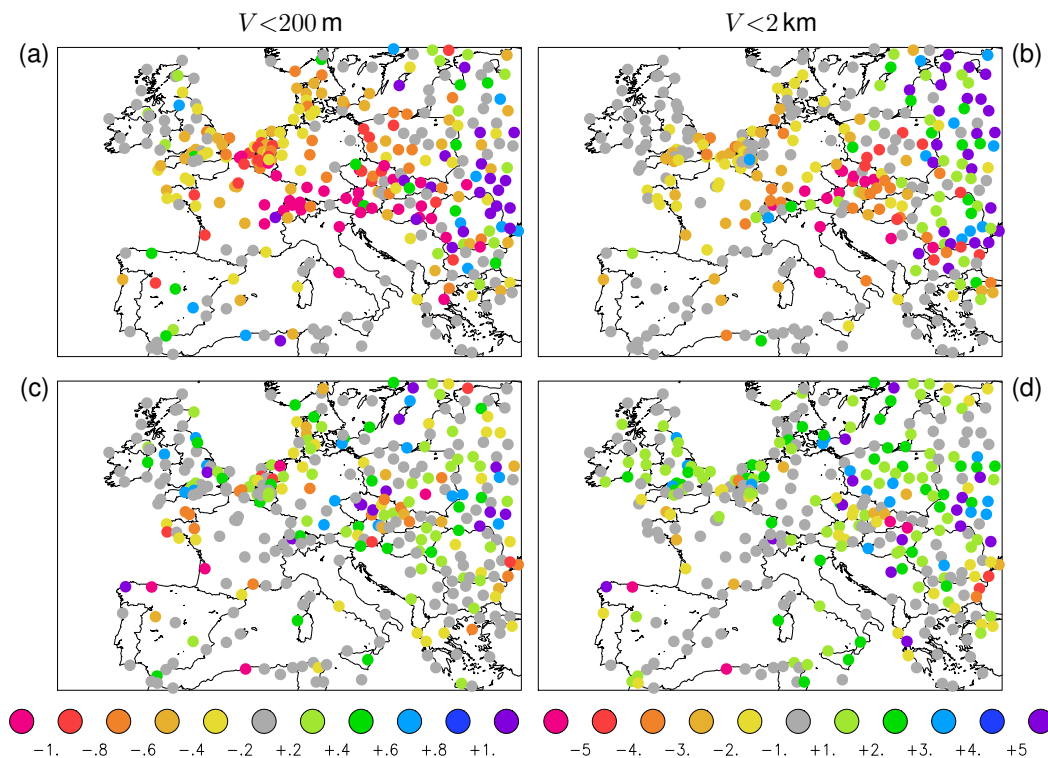 V<200 m V<2 km
(a) (b)
(c) (d)
−1. −.8 −.6 −.4 −.2 +.2 +.4 +.6 +.8 +1. −5 −4. −3. −2. −1. +1. +2. +3. +4. +5